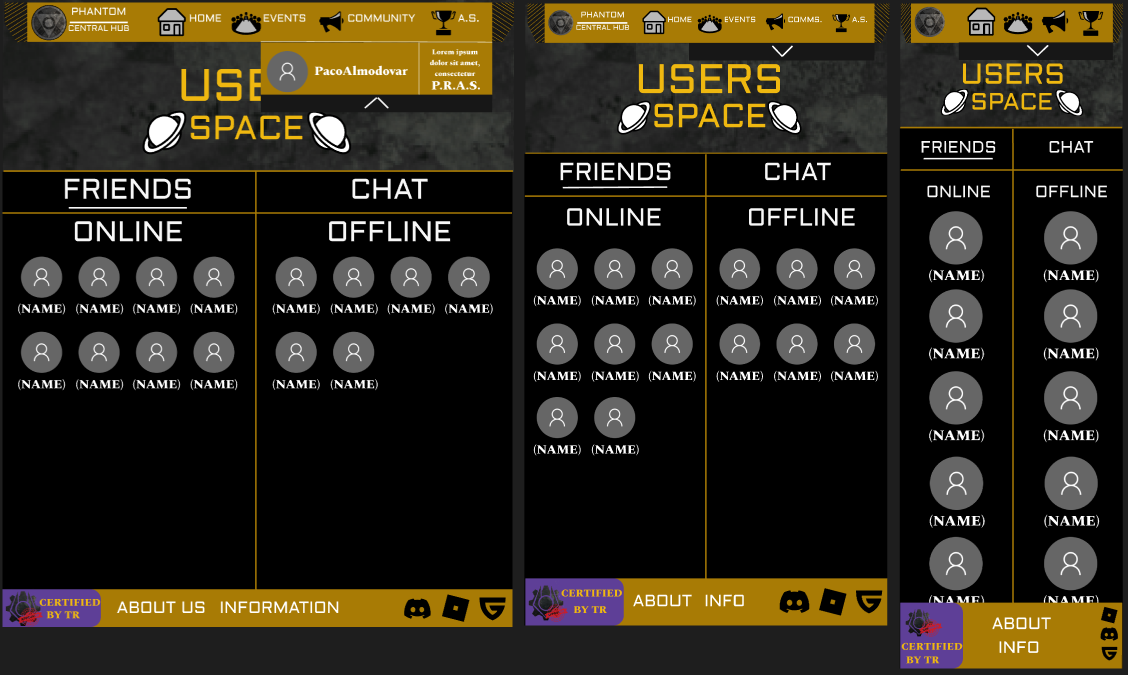 PHANTOM
CENTRAL HUB
HOME
EVENTS
COMMUNITY
A.S.
PacoAlmodovar
Lorem ipsum
dolor sit amet,
consectetur
P.R.A.S.
USE
SPACE
FRIENDS
CHAT
ONLINE
OFFLINE
(NAME) (NAME) (NAME) (NAME) (NAME) (NAME) (NAME) (NAME)
(NAME) (NAME) (NAME) (NAME) (NAME) (NAME)
CERTIFIED
BY TR
ABOUT US INFORMATION
PHANTOM
CENTRAL HUB
HOME
EVENTS
COMMS.
A.S.
USERS
SPACE
FRIENDS
CHAT
ONLINE
OFFLINE
(NAME) (NAME) (NAME) (NAME) (NAME) (NAME)
(NAME) (NAME) (NAME) (NAME) (NAME) (NAME)
(NAME) (NAME)
CERTIFIED
BY TR
ABOUT INFO
USERS
SPACE
FRIENDS
CHAT
ONLINE
OFFLINE
(NAME) (NAME)
(NAME) (NAME)
(NAME) (NAME)
(NAME) (NAME)
(NAME) (NAME)
CERTIFIED
BY TR
ABOUT
INFO